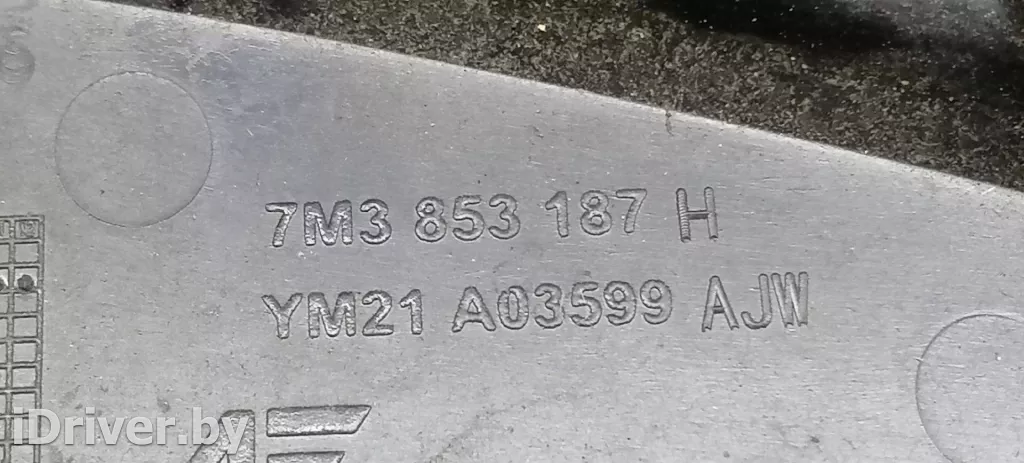 7M3 853 187 H
YM21 A03599 AJW
iDriver.by